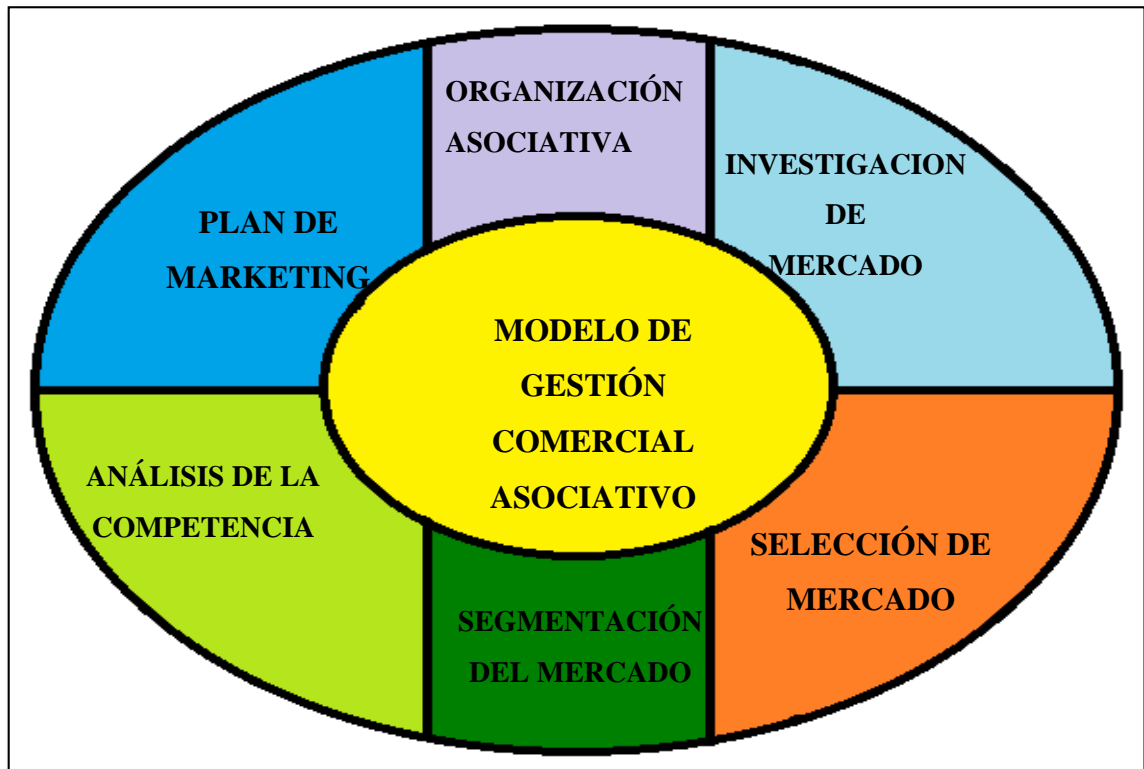 ORGANIZACIÓN
ASOCIATIVA
INVESTIGACION
DE
MERCADO
PLAN DE
MARKETING
MODELO DE
GESTIÓN
COMERCIAL
ASOCIATIVO
ANÁLISIS DE LA
COMPETENCIA
SELECCIÓN DE
MERCADO
SEGMENTACIÓN
DEL MERCADO